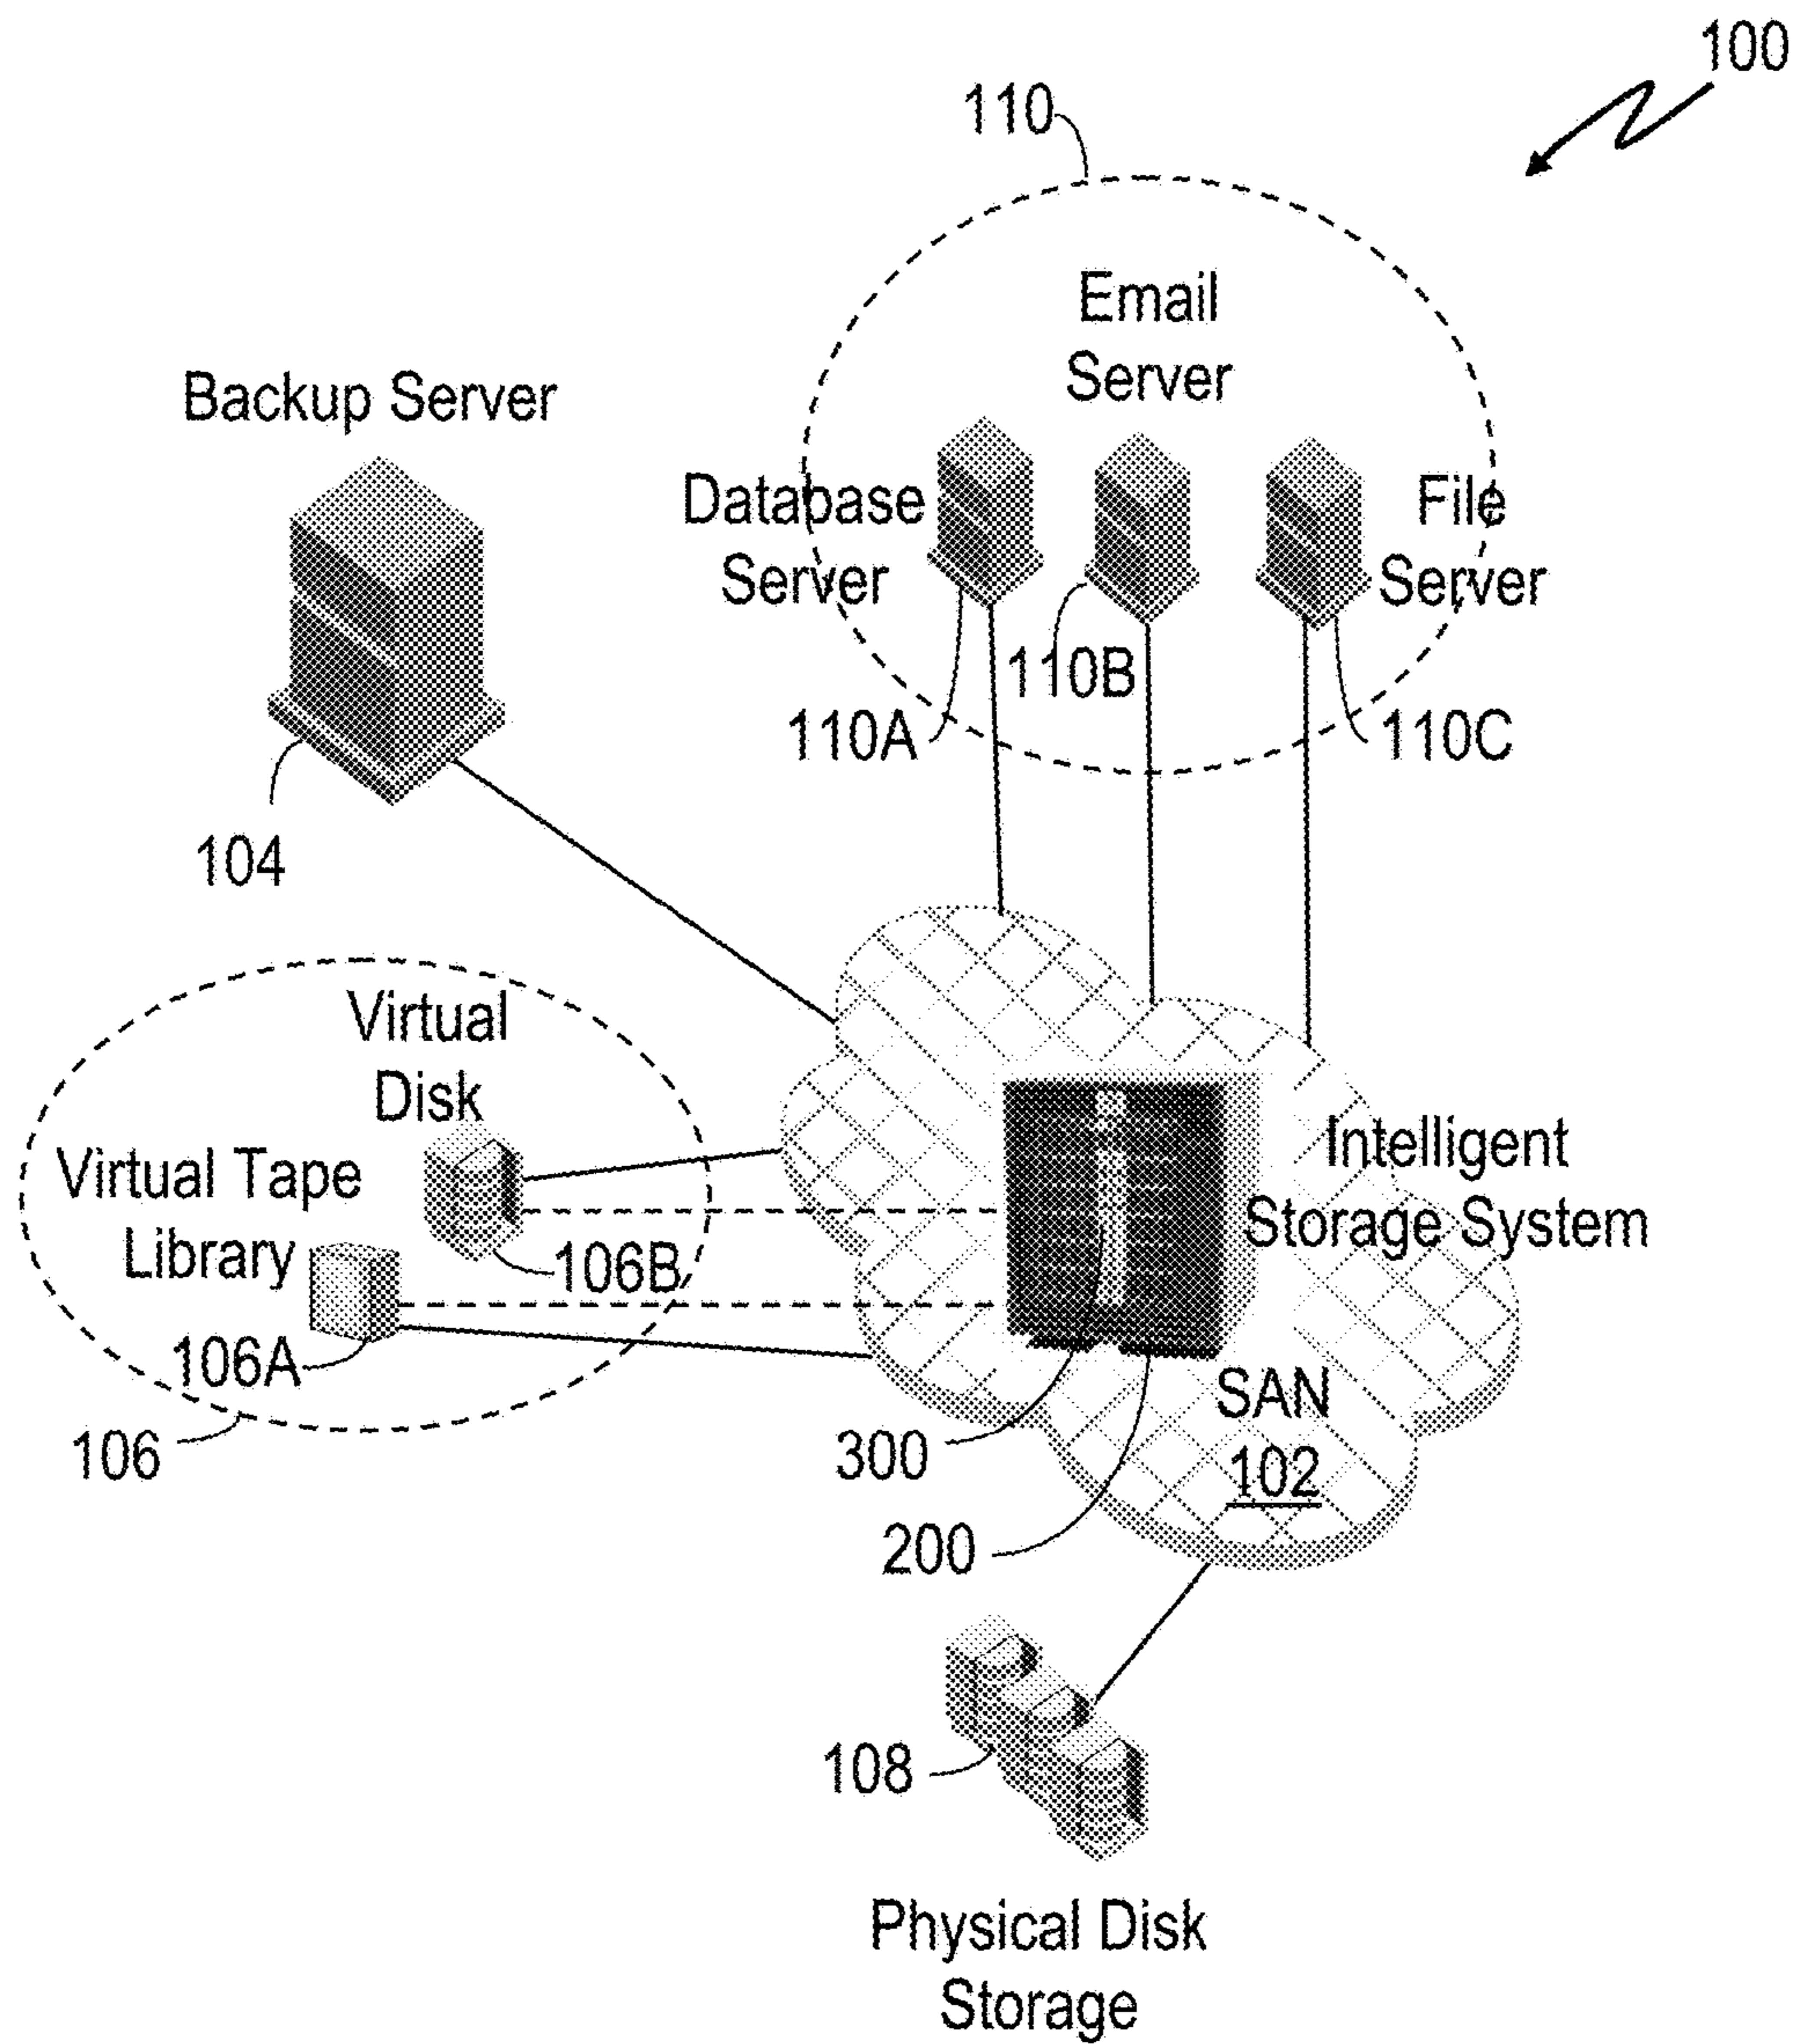 100
110
Email
Server
Backup Server
Database
Server
File
Server
110B
110A
110C
104
Virtual
Disk
Virtual Tape
Library
106B
106A
106
Intelligent
Storage System
SAN
102
300
200
108
Physical Disk
Storage